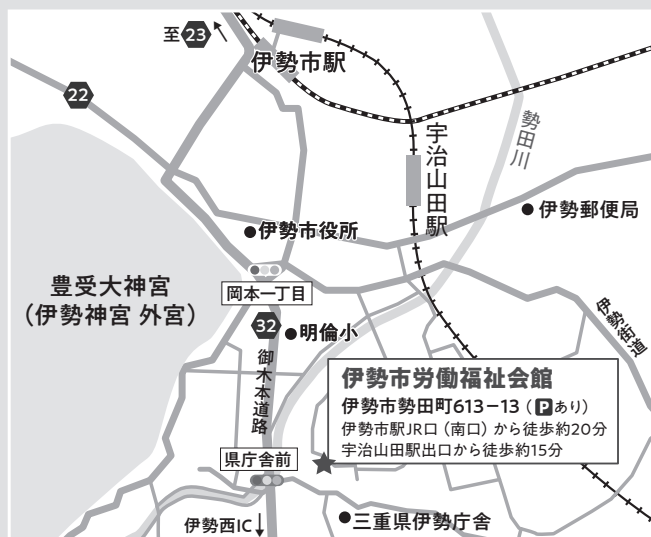 至23
伊勢市駅
22
宇治山田駅
勢田川
伊勢郵便局
伊勢市役所
豊受大神宮
（伊勢神宮 外宮）
岡本一丁目
32
明倫小
御木本道路
伊勢街道
伊勢市労働福祉会館
伊勢市勢田町613−13（Pあり）
伊勢市駅JR口（南口）から徒歩約20分
宇治山田駅出口から徒歩約15分
県庁舎前
伊勢西IC↓
三重県伊勢庁舎